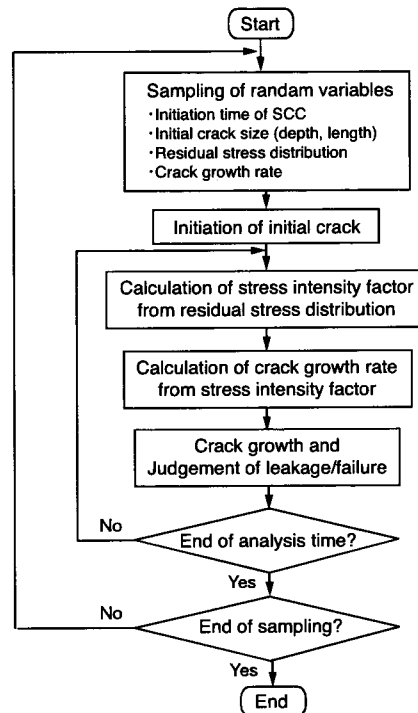 Start
Sampling of randam variables
・Initiation time of SCC
・Initial crack size (depth, length)
・Residual stress distribution
・Crack growth rate
Initiation of initial crack
Calculation of stress intensity factor
from residual stress distribution
Calculation of crack growth rate
from stress intensity factor
Crack growth and
Judgement of leakage/failure
No
End of analysis time?
Yes
No
End of sampling?
Yes
End